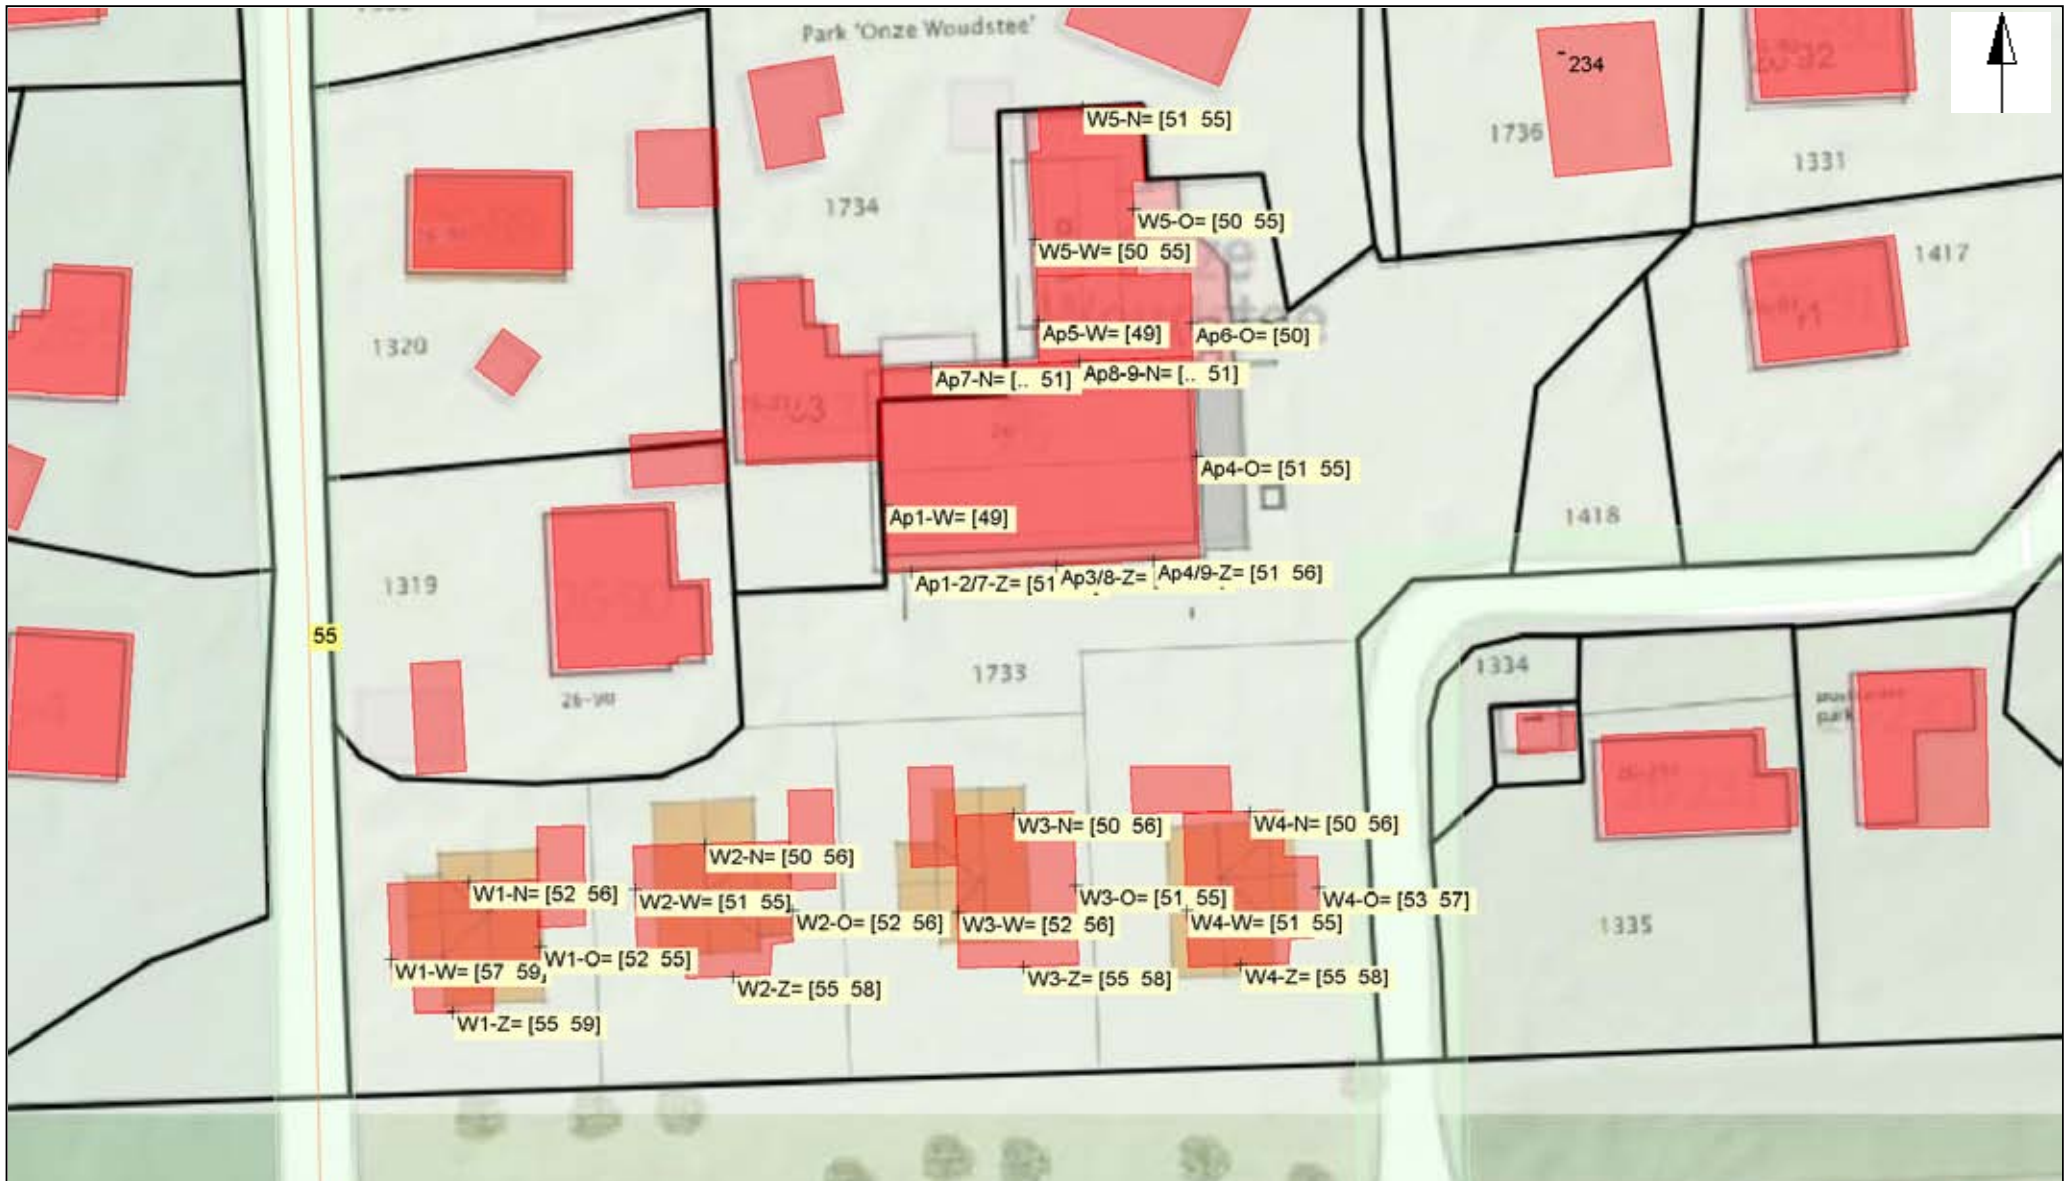 Park 'Onze Woudstee'
234
1736
1331
W5-N= [51 55]
1734
W5-O= [50 55]
W5-W= [50 55]
1417
1320
Ap5-W= [49]
Ap6-O= [50]
Ap7-N= [.. 51]
Ap8-9-N= [.. 51]
Ap4-O= [51 55]
Ap1-W= [49]
1418
1319
Ap1-2/7-Z= [51
Ap3/8-Z=
Ap4/9-Z= [51 56]
55
1733
1334
26-90
park
W3-N= [50 56]
W4-N= [50 56]
W2-N= [50 56]
W1-N= [52 56]
W2-W= [51 55]
W3-O= [51 55]
W4-O= [53 57]
W2-O= [52 56]
W3-W= [52 56]
W4-W= [51 55]
1335
W1-O= [52 55]
W1-W= [57 59]
W2-Z= [55 58]
W3-Z= [55 58]
W4-Z= [55 58]
W1-Z= [55 59]